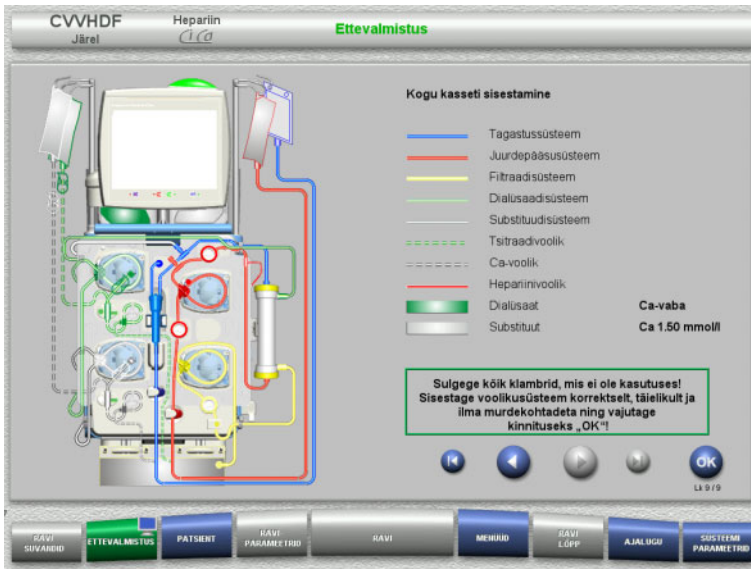 CVVHDF
Järel
Hepariin
CiCa
Ettevalmistus
Kogu kasseti sisestamine
Tagastussüsteem
Juurdepääsusüsteem
Filtraadisüsteem
Dialüsaadisüsteem
Substituudisüsteem
Tsitraadivoolik
Ca-voolik
Hepariinivoolik
Dialüsaat Ca-vaba
Substituut Ca 1.50 mmol/l
Sulgege kõik klambrid, mis ei ole kasutuses!
Sisestage voolikusüsteem korrektselt, täielikult ja
ilma murdekohtadeta ning vajutage
kinnituseks „OK“!
OK
Lk 9 / 9
RAVI
SUVANDID
ETTEVALMISTUS
PATSIENT
RAVI
PARAMEETRID
RAVI
MENÜÜD
RAVI
LÕPP
AJALUGU
SÜSTEEMI
PARAMEETRID